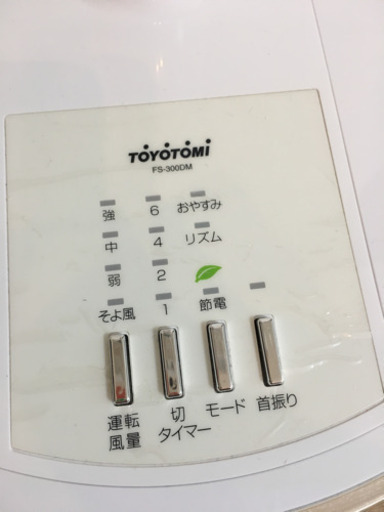 TOYOTOMI
FS-300DM
強 6 おやすみ
中 4 リズム
弱 2
そよ風 1 節電
運転 切 モード 首振り
風量 タイマー